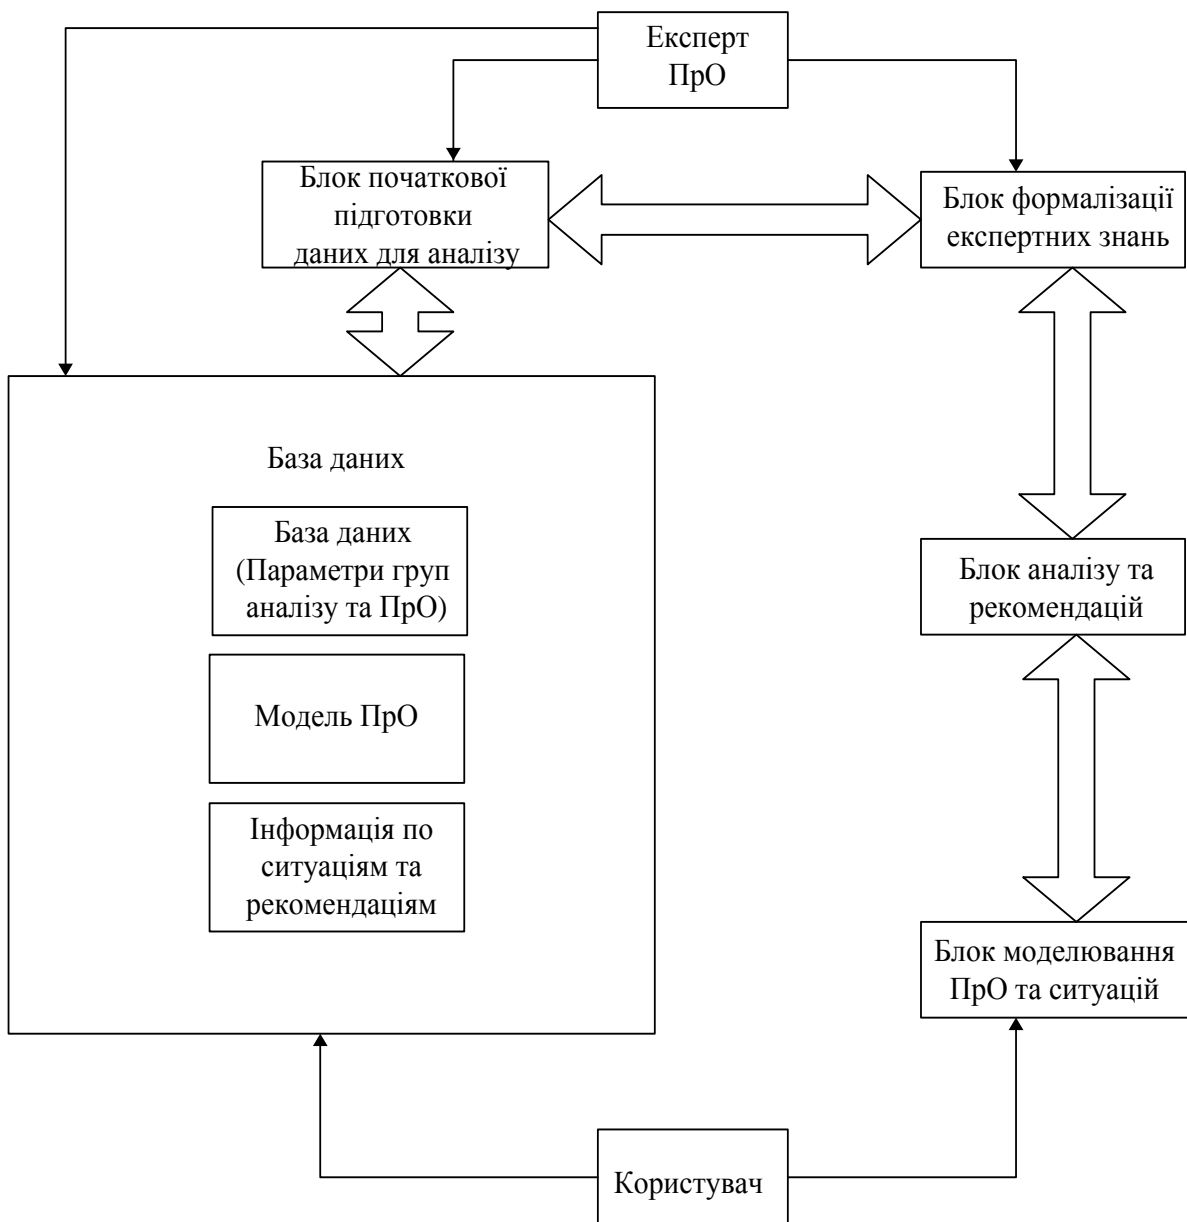 Експерт
ПрО
Блок початкової
підготовки
даних для аналізу
Блок формалізації
експертних знань
База даних
База даних
(Параметри груп
аналізу та ПрО)
Модель ПрО
Інформація по
ситуаціям та
рекомендаціям
Блок аналізу та
рекомендацій
Блок моделювання
ПрО та ситуацій
Користувач